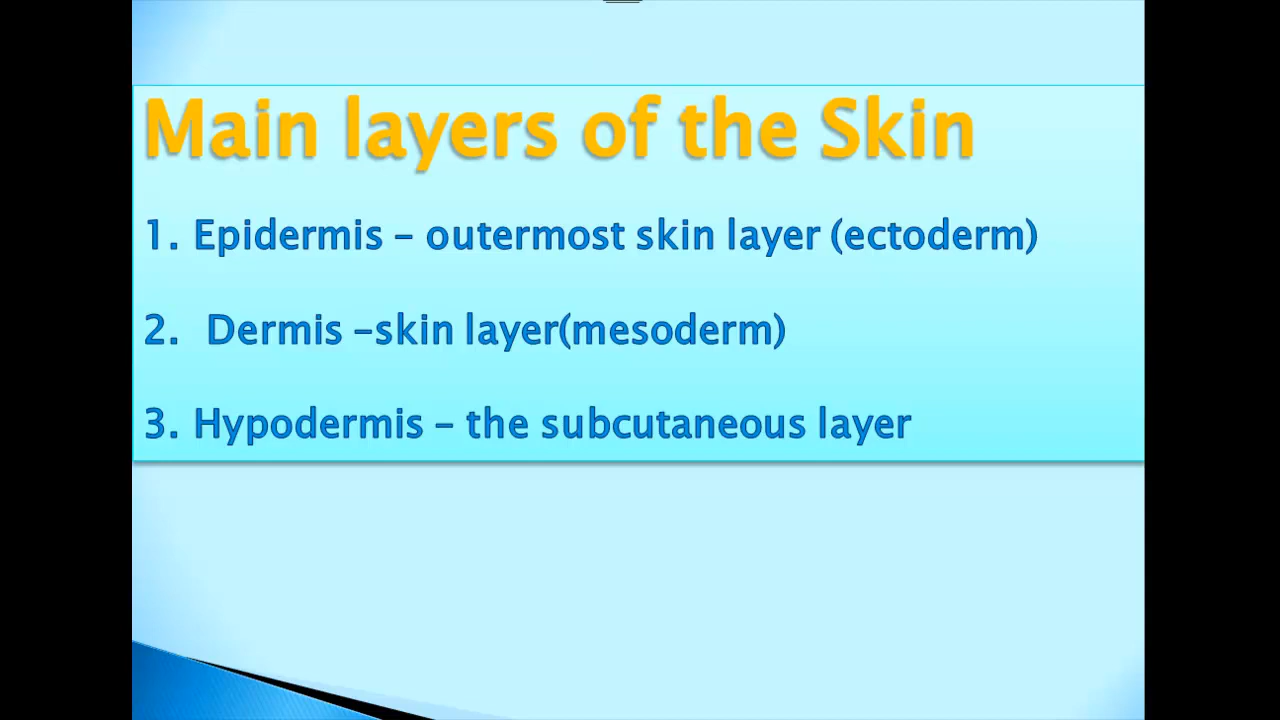 Main layers of the Skin
1. Epidermis – outermost skin layer (ectoderm)
2. Dermis –skin layer(mesoderm)
3. Hypodermis – the subcutaneous layer